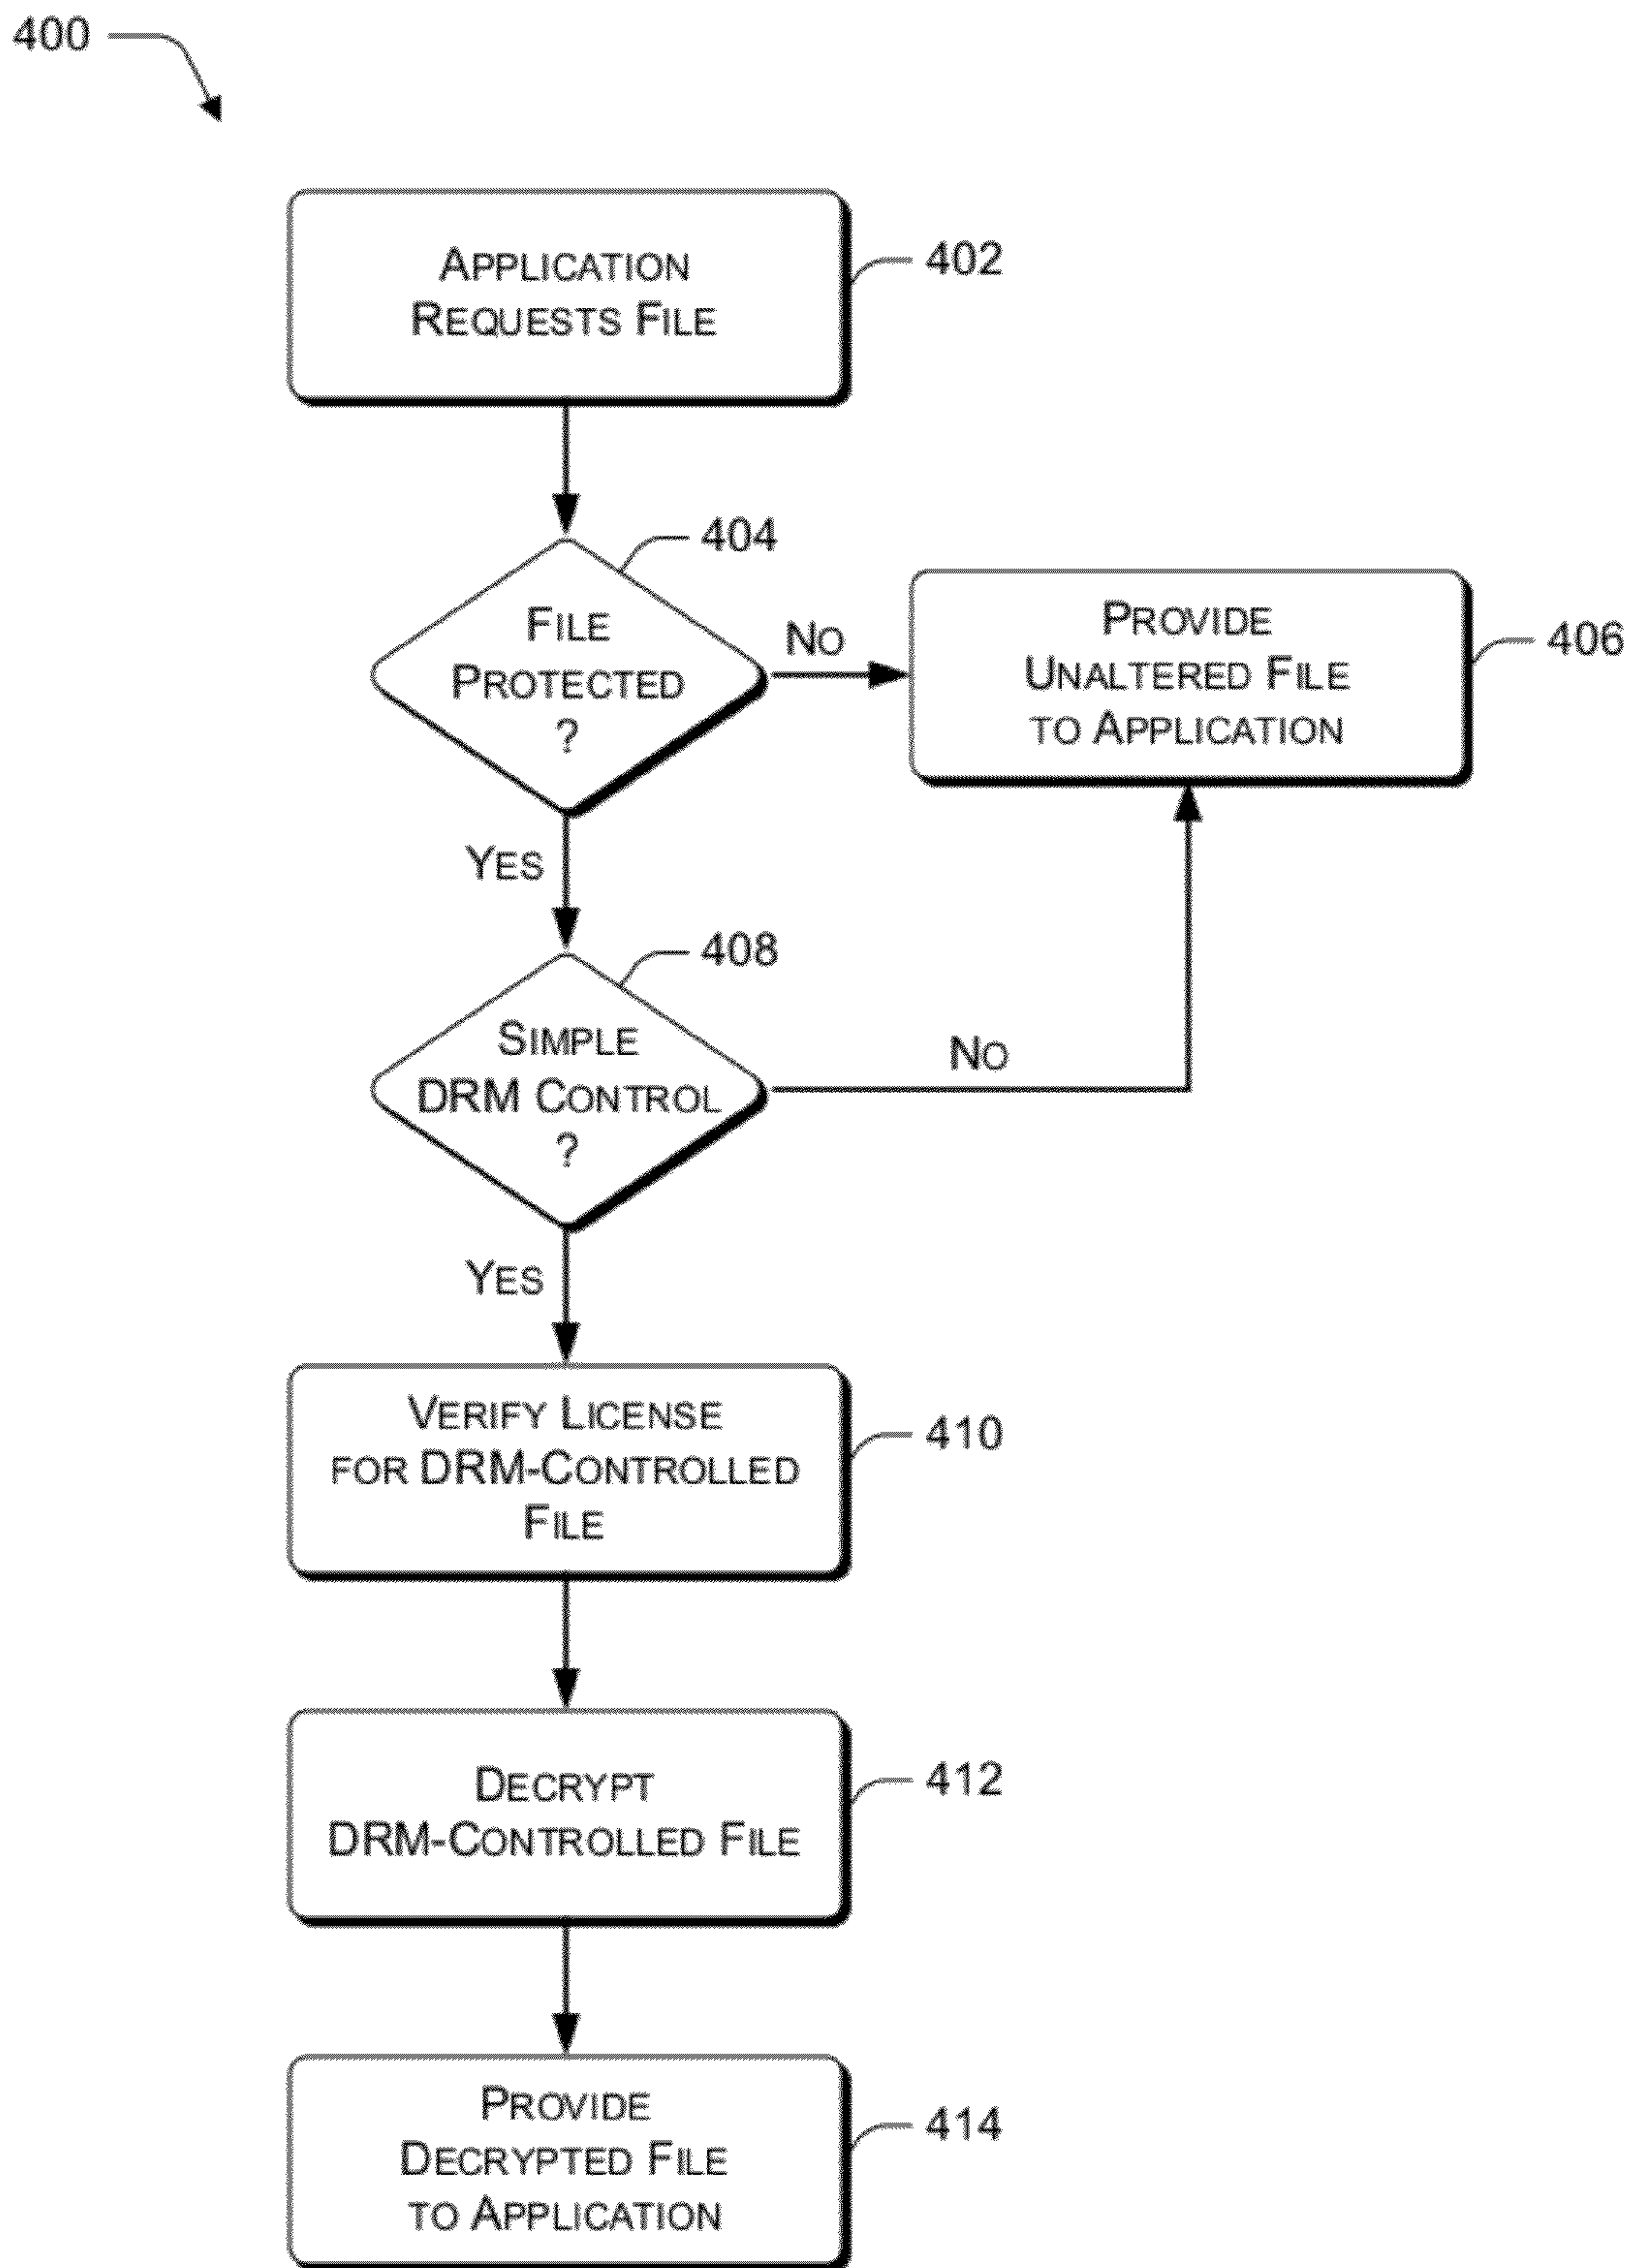 400
APPLICATION
REQUESTS FILE
402
404
FILE
PROTECTED
?
NO
PROVIDE
UNALTERED FILE
TO APPLICATION
406
YES
408
SIMPLE
DRM CONTROL
?
NO
YES
VERIFY LICENSE
FOR DRM-CONTROLLED
FILE
410
DECRYPT
DRM-CONTROLLED FILE
412
PROVIDE
DECRYPTED FILE
TO APPLICATION
414